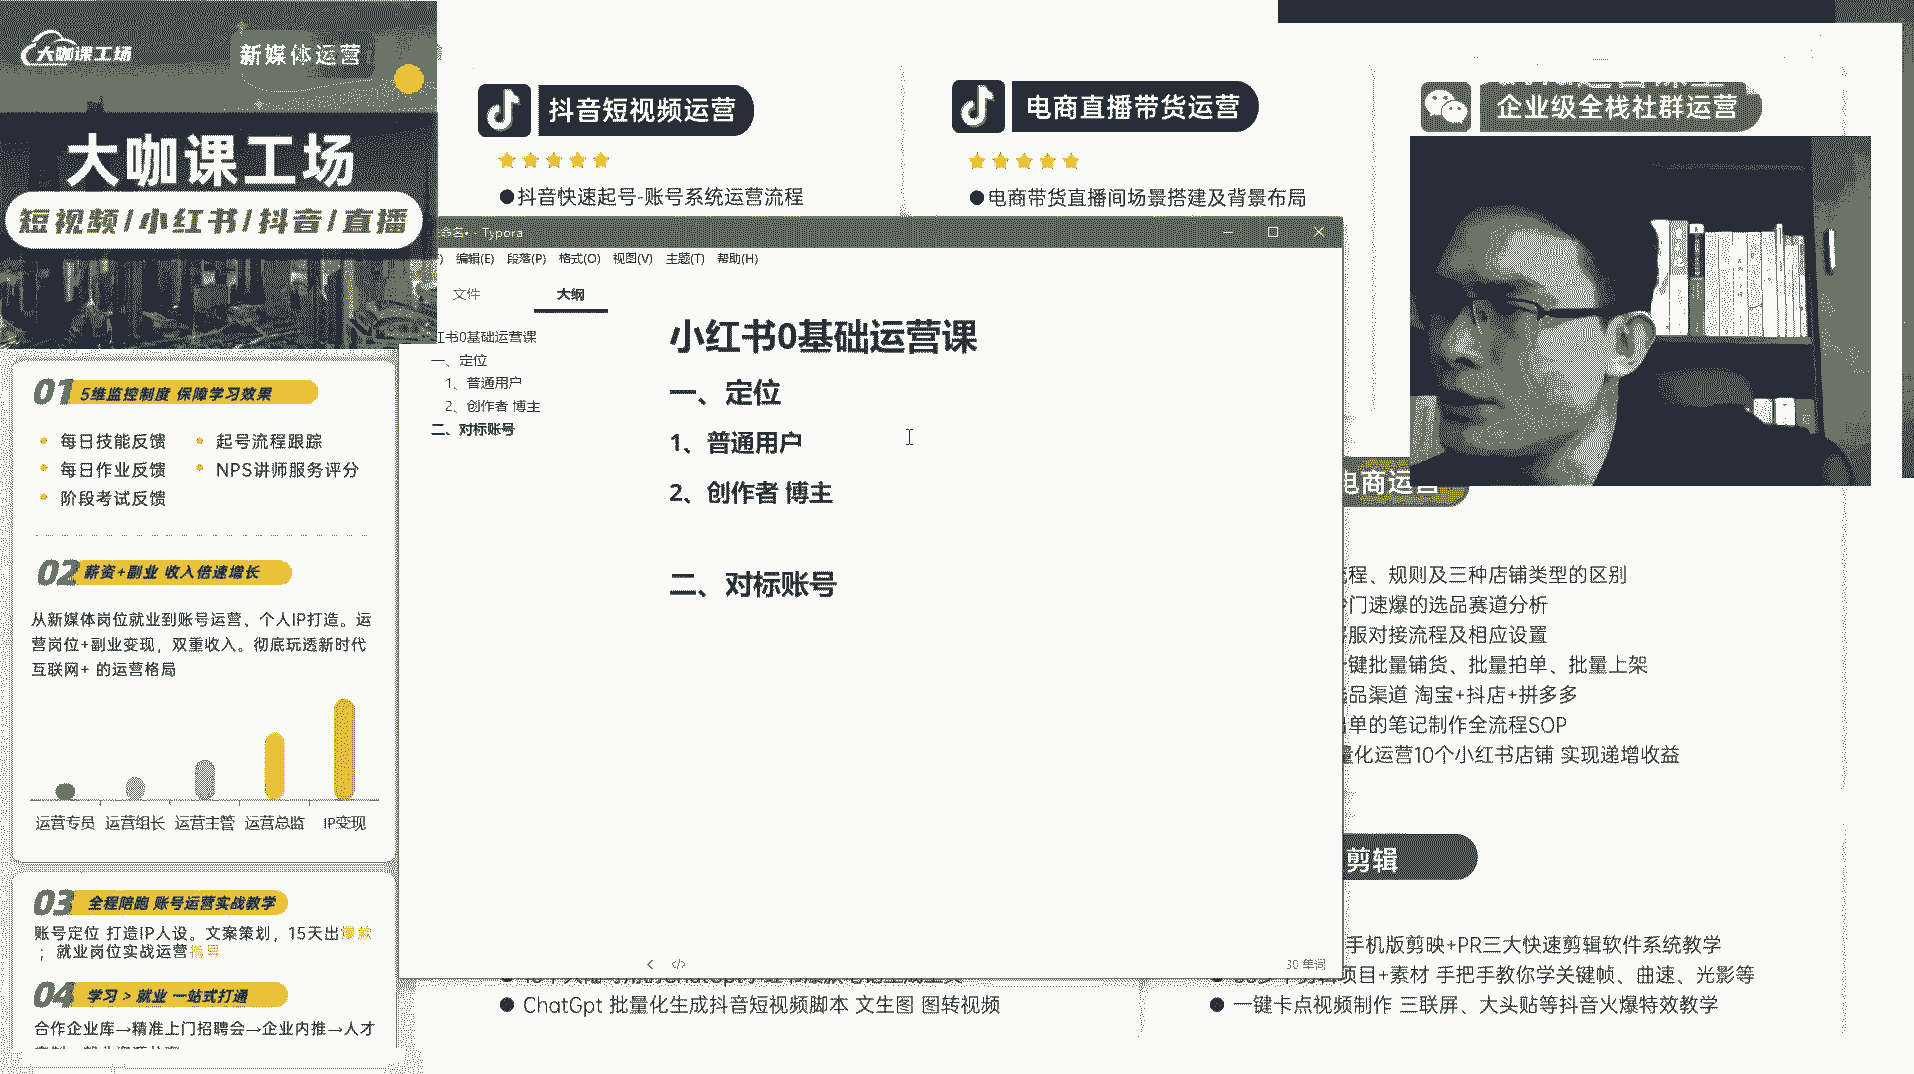 大咖课工场
新媒体运营
大咖课工场
短视频/小红书/抖音/直播
01 5维监控制度 保障学习效果
每日技能反馈
起号流程跟踪
每日作业反馈
NPS讲师服务评分
阶段考试反馈
02 薪资+副业 收入倍速增长
从新媒体岗位就业到账号运营、个人IP打造。运
营岗位+副业变现，双重收入。彻底玩透新时代
互联网+ 的运营格局
运营专员 运营组长 运营主管 运营总监 IP变现
03 全程陪跑 账号运营实战教学
账号定位 打造IP人设。文案策划，15天出爆款
；就业岗位实战运营指导
04 学习 > 就业 一站式打通
合作企业库→精准上门招聘会→企业内推→人才
抖音短视频运营
●抖音快速起号-账号系统运营流程
电商直播带货运营
●电商带货直播间场景搭建及背景布局
企业级全栈社群运营
命名• - Typora
编辑(E) 段落(P) 格式(O) 视图(V) 主题(T) 帮助(H)
文件 大纲
红书0基础运营课
一、定位
1、普通用户
2、创作者 博主
二、对标账号
小红书0基础运营课
一、定位
1、普通用户
2、创作者 博主
二、对标账号
</> 30 单词
电商运营
程、规则及三种店铺类型的区别
门速爆的选品赛道分析
服对接流程及相应设置
键批量铺货、批量拍单、批量上架
品渠道 淘宝+抖店+拼多多
单的笔记制作全流程SOP
量化运营10个小红书店铺 实现递增收益
剪辑
手机版剪映+PR三大快速剪辑软件系统教学
项目+素材 手把手教你学关键帧、曲速、光影等
● 一键卡点视频制作 三联屏、大头贴等抖音火爆特效教学
● ChatGpt 批量化生成抖音短视频脚本 文生图 图转视频